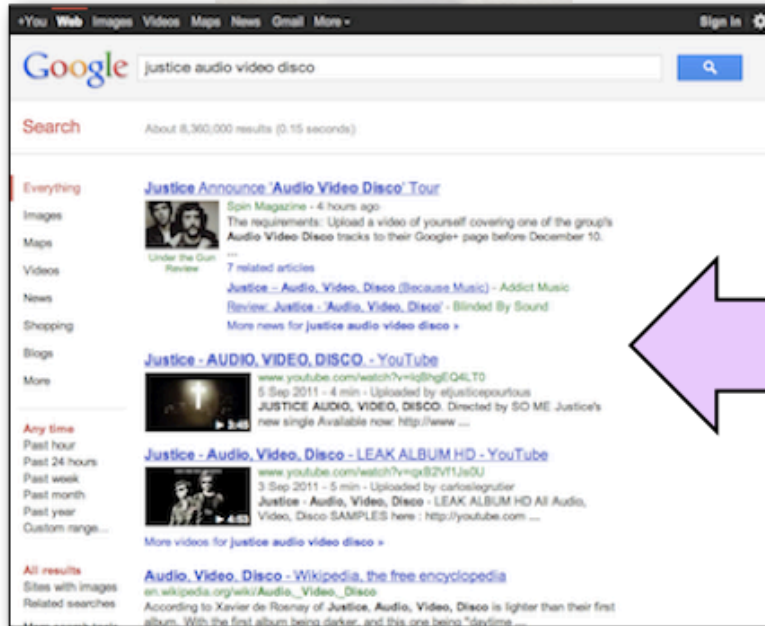 +You Web Images Videos Maps News Gmail More
Sign in
Google
justice audio video disco
Search
About 8,360,000 results (0.15 seconds)
Everything
Images
Maps
Videos
News
Shopping
Blogs
More
Any time
Past hour
Past 24 hours
Past week
Past month
Past year
Custom range...
All results
Sites with images
Related searches
More search tools
Justice Announce 'Audio Video Disco' Tour
Spin Magazine - 4 hours ago
The requirements: Upload a video of yourself covering one of the group's
Audio Video Disco tracks to their Google+ page before December 10.
...
Under the Gun
Review
7 related articles
Justice – Audio, Video, Disco (Because Music) - Addict Music
Review: Justice - 'Audio, Video, Disco' - Blinded By Sound
More news for justice audio video disco »
Justice - AUDIO, VIDEO, DISCO. - YouTube
5 Sep 2011 - 4 min - Uploaded by etjusticepourtous
JUSTICE AUDIO, VIDEO, DISCO. Directed by SO ME Justice's
new single Available now: http://www ...
3:45
Justice - Audio, Video, Disco - LEAK ALBUM HD - YouTube
3 Sep 2011 - 5 min - Uploaded by carloslegrutier
Justice - Audio, Video, Disco - LEAK ALBUM HD All Audio,
Video, Disco SAMPLES here : http://youtube.com ...
4:53
More videos for justice audio video disco »
Audio, Video, Disco - Wikipedia, the free encyclopedia
en.wikipedia.org/wiki/Audio,_Video,_Disco
According to Xavier de Rosnay of Justice, Audio, Video, Disco is lighter than their first
album. With the first album being darker, and this one being "daytime ...